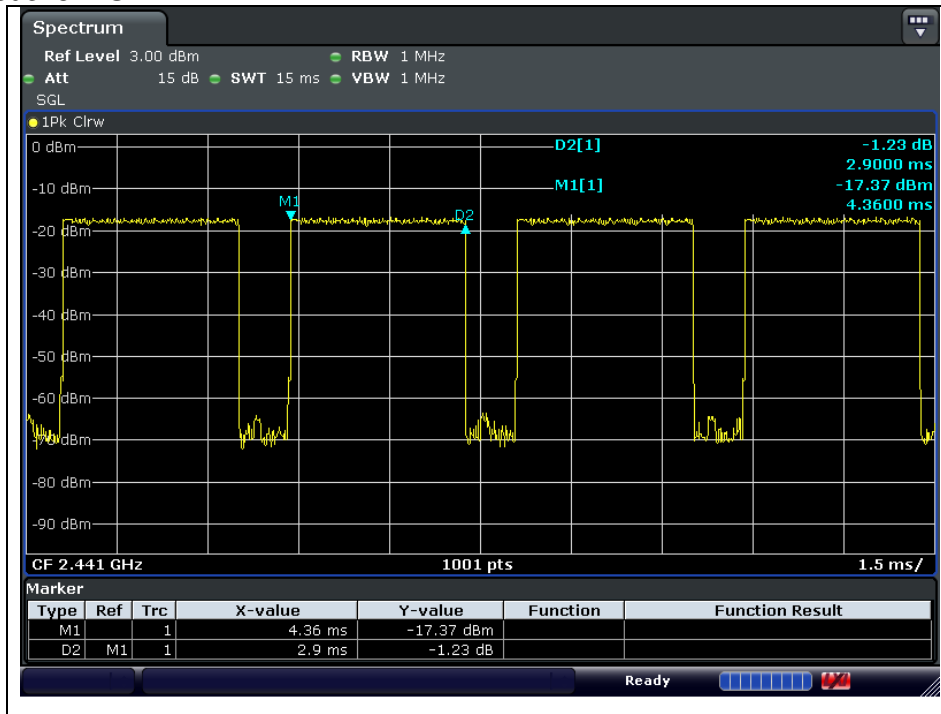 Spectrum
Ref Level 3.00 dBm RBW 1 MHz
Att 15 dB SWT 15 ms VBW 1 MHz
SGL
1Pk Clrw
0 dBm D2[1] -1.23 dB
2.9000 ms
-10 dBm M1[1] -17.37 dBm
4.3600 ms
M1
D2
-20 dBm
-30 dBm
-40 dBm
-50 dBm
-60 dBm
-70 dBm
-80 dBm
-90 dBm
CF 2.441 GHz 1001 pts 1.5 ms/
Marker
Type Ref Trc X-value Y-value Function Function Result
M1 1 4.36 ms -17.37 dBm
D2 M1 1 2.9 ms -1.23 dB
Ready